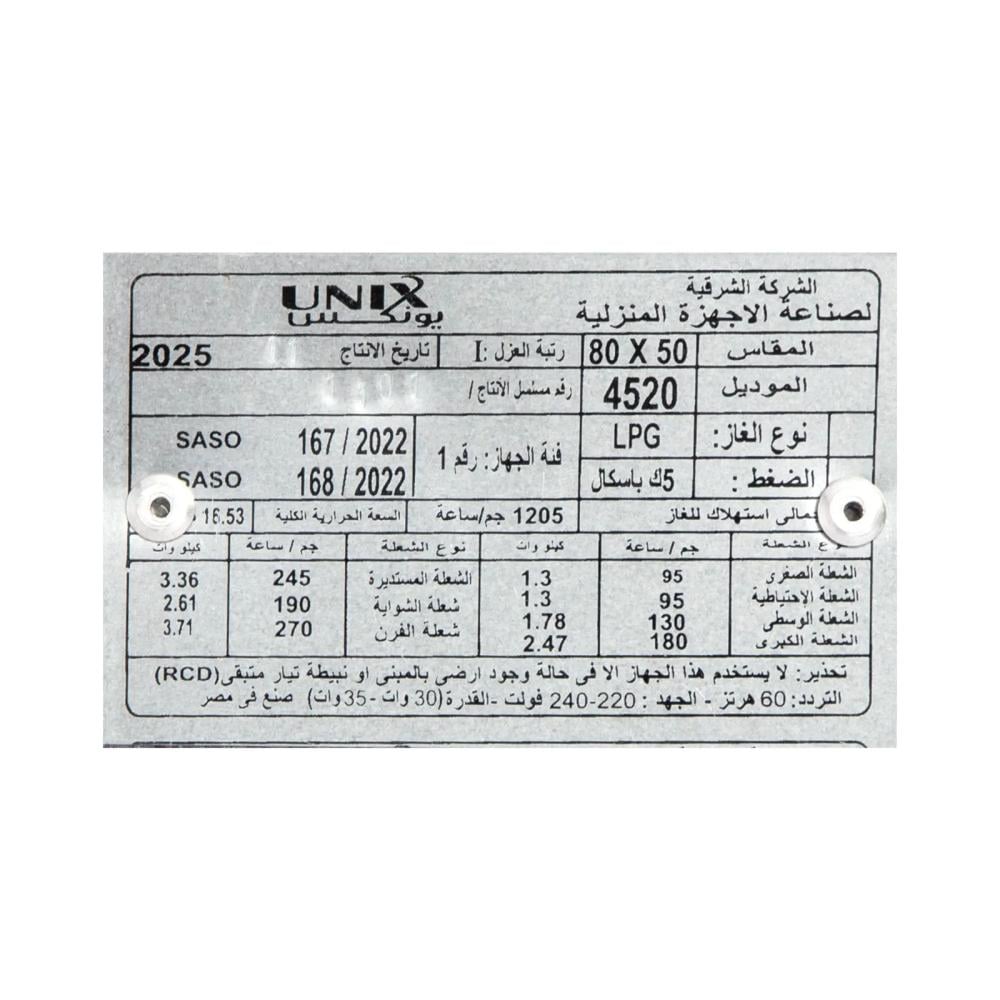 الشركة الشرقية
لصناعة الاجهزة المنزلية
UNIX
يونكس
المقاس 80 X 50 رتبة العزل :I تاريخ الانتاج 2025
الموديل 4520 رقم مسلسل الأنتاج /
نوع الغاز: LPG فئة الجهاز: رقم 1 SASO 167 / 2022
الضغط : 5ك باسكال SASO 168 / 2022
استهلاك للغاز 1205 جم/ساعة السعة الحرارية الكلية 16.53
الشعلة جم / ساعة كيلو وات نوع الشعلة جم / ساعة كيلو وات
الشعلة الصغرى 95 1.3 الشعلة المستديرة 245 3.36
الشعلة الإحتياطية 95 1.3 شعلة الشواية 190 2.61
الشعلة الوسطى 130 1.78 شعلة الفرن 270 3.71
الشعلة الكبرى 180 2.47
تحذير: لا يستخدم هذا الجهاز الا فى حالة وجود ارضى بالمبنى او نبيطة تيار متبقى(RCD)
التردد: 60 هرتز - الجهد : 220-240 فولت -القدرة (30 وات -35 وات) صنع فى مصر